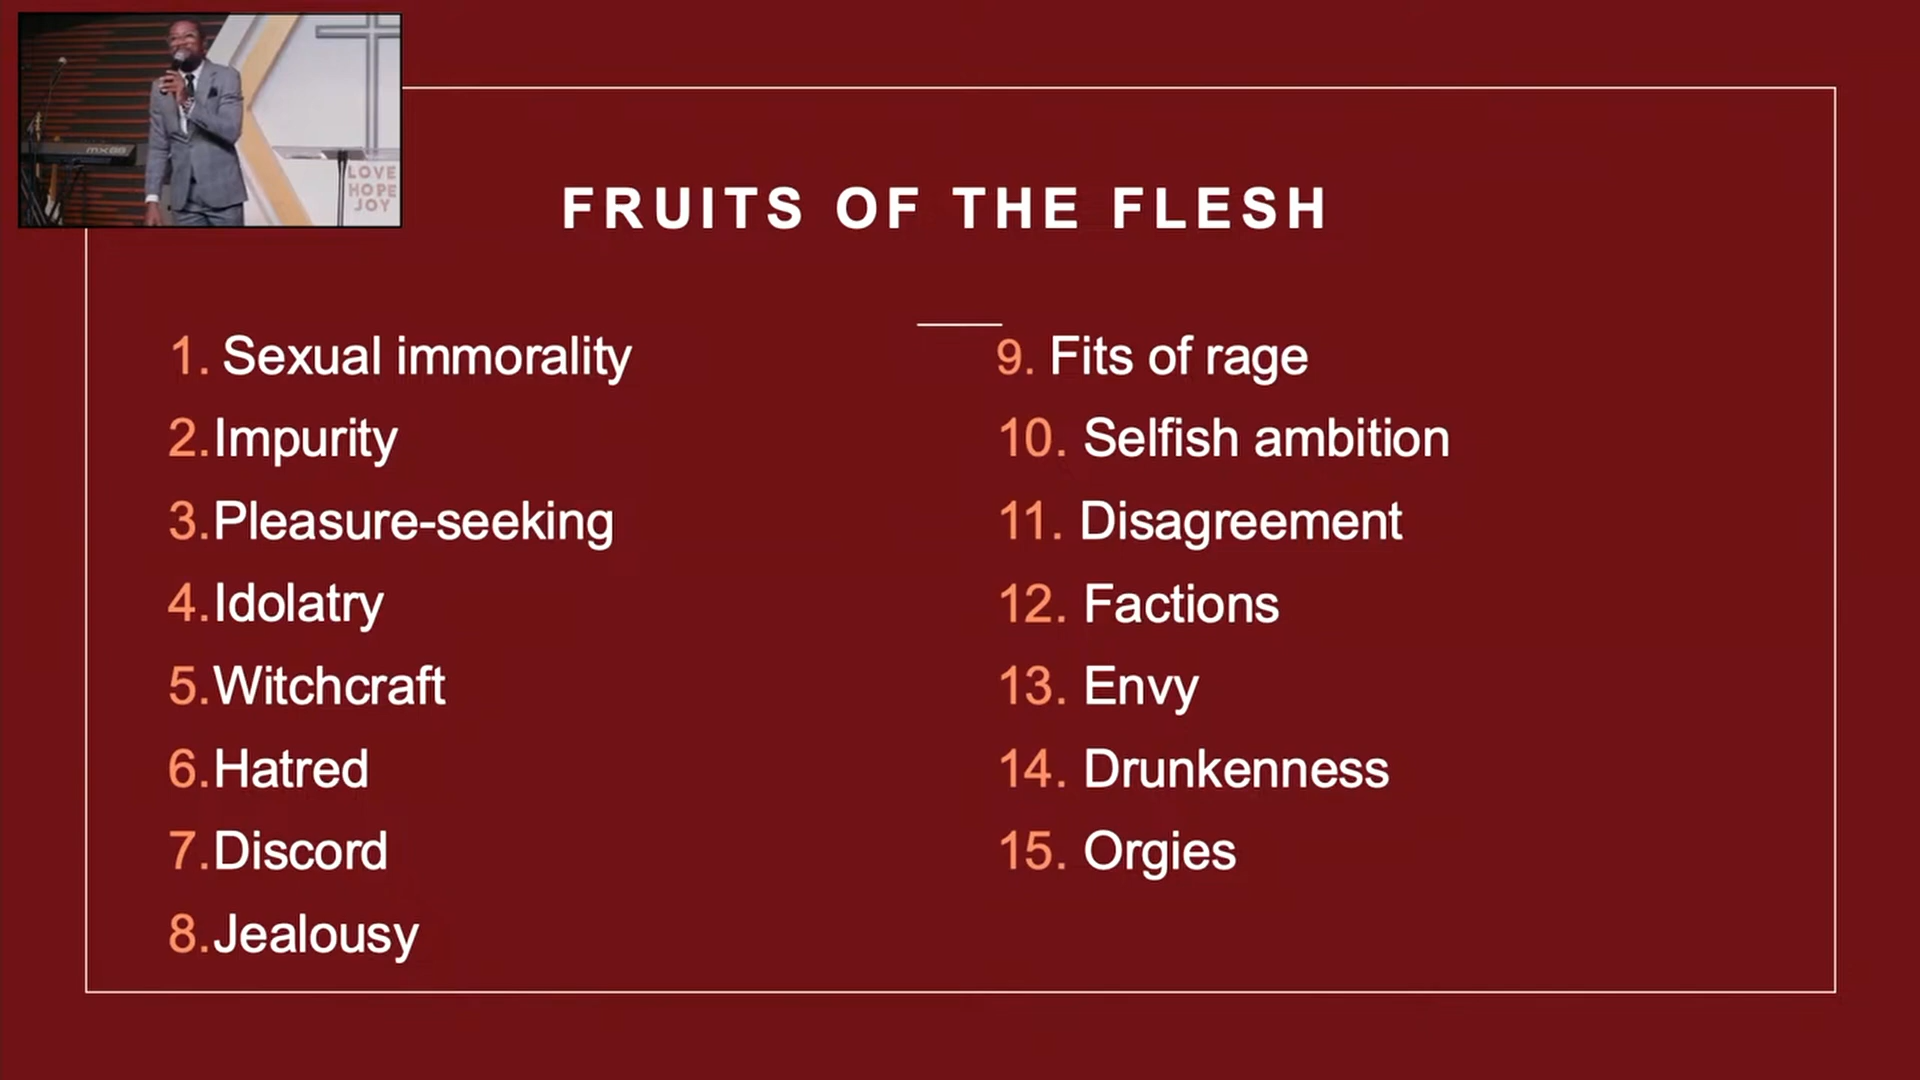 MX88
LOVE
HOPE
JOY
FRUITS OF THE FLESH
1. Sexual immorality
2.Impurity
3.Pleasure-seeking
4.Idolatry
5.Witchcraft
6.Hatred
7.Discord
8.Jealousy
9. Fits of rage
10. Selfish ambition
11. Disagreement
12. Factions
13. Envy
14. Drunkenness
15. Orgies